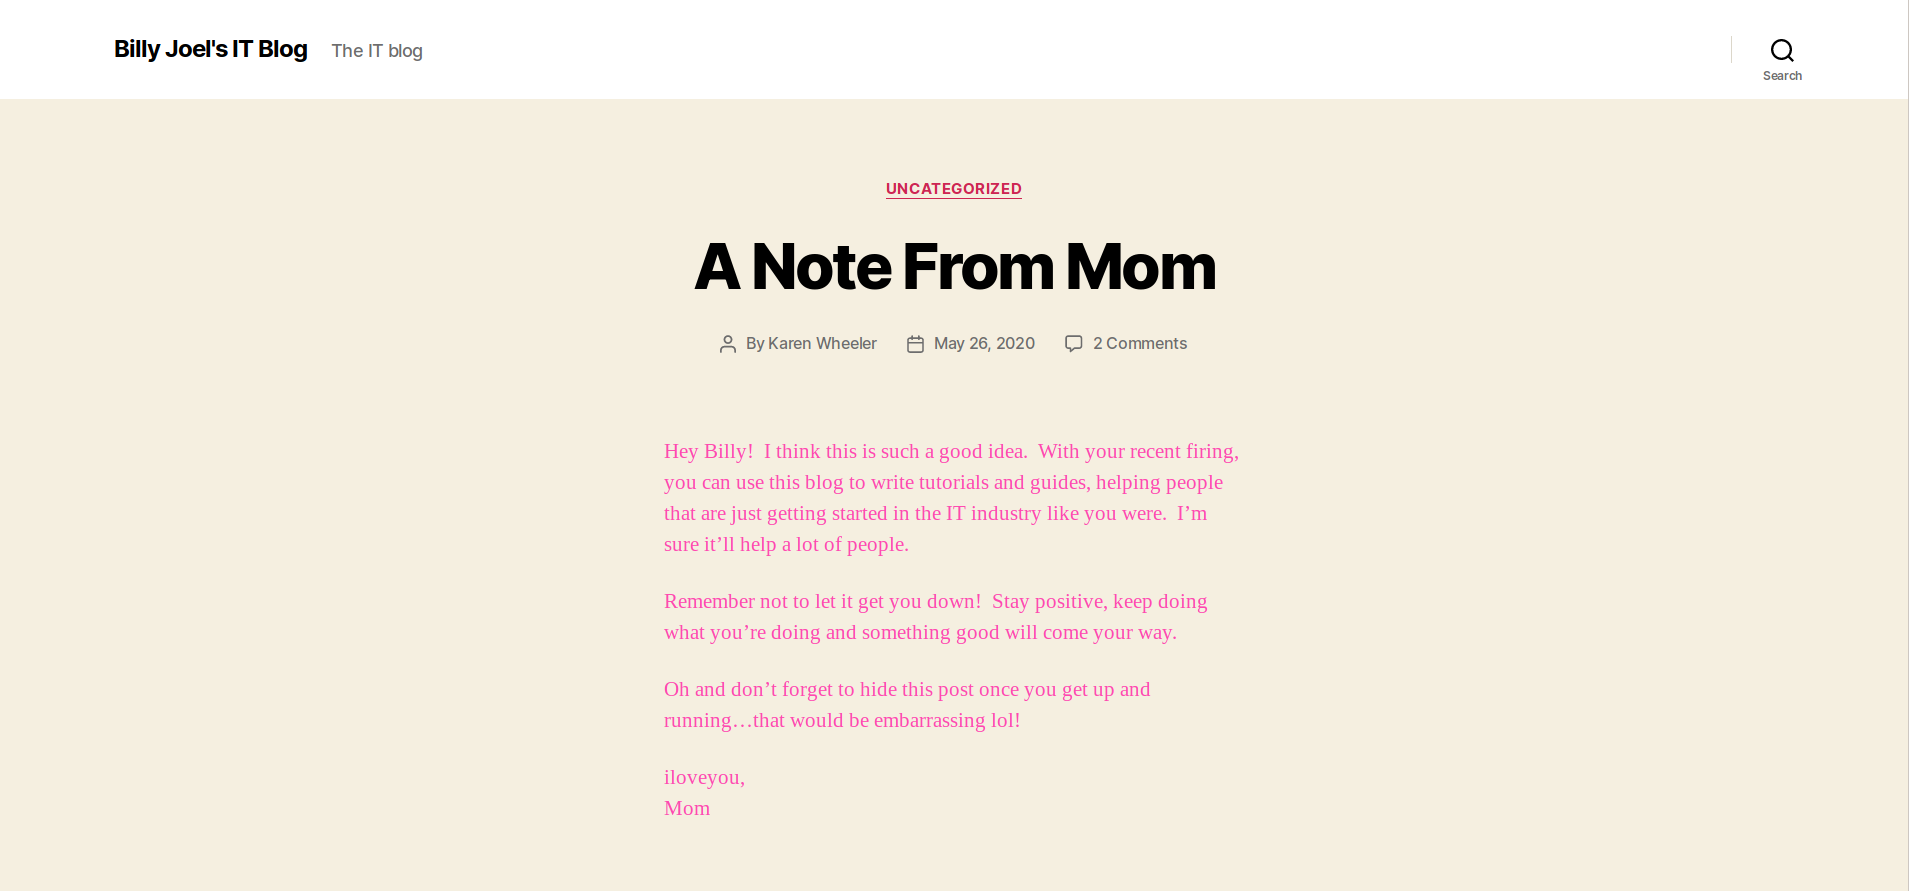 Billy Joel's IT Blog The IT blog
Search
UNCATEGORIZED
A Note From Mom
By Karen Wheeler May 26, 2020 2 Comments
Hey Billy!  I think this is such a good idea.  With your recent firing,
you can use this blog to write tutorials and guides, helping people
that are just getting started in the IT industry like you were.  I’m
sure it’ll help a lot of people.
Remember not to let it get you down!  Stay positive, keep doing
what you’re doing and something good will come your way.
Oh and don’t forget to hide this post once you get up and
running…that would be embarrassing lol!
iloveyou,
Mom